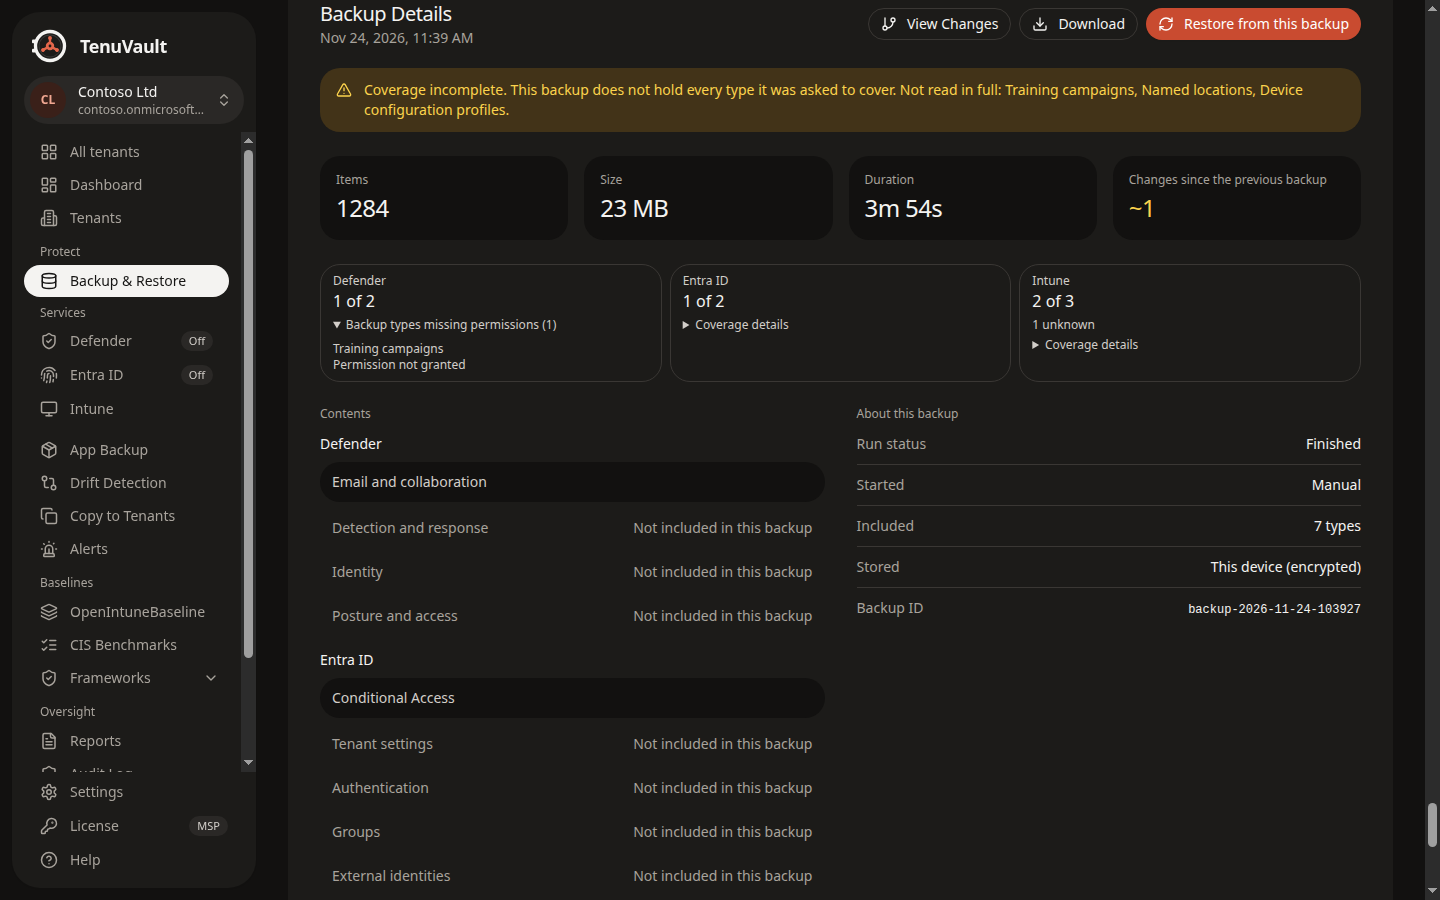 TenuVault
CL
Contoso Ltd
contoso.onmicrosoft...
All tenants
Dashboard
Tenants
Protect
Backup & Restore
Services
Defender Off
Entra ID Off
Intune
App Backup
Drift Detection
Copy to Tenants
Alerts
Baselines
OpenIntuneBaseline
CIS Benchmarks
Frameworks
Oversight
Reports
Audit Log
Settings
License MSP
Help
Backup Details
Nov 24, 2026, 11:39 AM
View Changes
Download
Restore from this backup
Coverage incomplete. This backup does not hold every type it was asked to cover. Not read in full: Training campaigns, Named locations, Device
configuration profiles.
Items
1284
Size
23 MB
Duration
3m 54s
Changes since the previous backup
~1
Defender
1 of 2
Backup types missing permissions (1)
Training campaigns
Permission not granted
Entra ID
1 of 2
Coverage details
Intune
2 of 3
1 unknown
Coverage details
Contents
Defender
Email and collaboration
Detection and response Not included in this backup
Identity Not included in this backup
Posture and access Not included in this backup
Entra ID
Conditional Access
Tenant settings Not included in this backup
Authentication Not included in this backup
Groups Not included in this backup
External identities Not included in this backup
About this backup
Run status Finished
Started Manual
Included 7 types
Stored This device (encrypted)
Backup ID backup-2026-11-24-103927